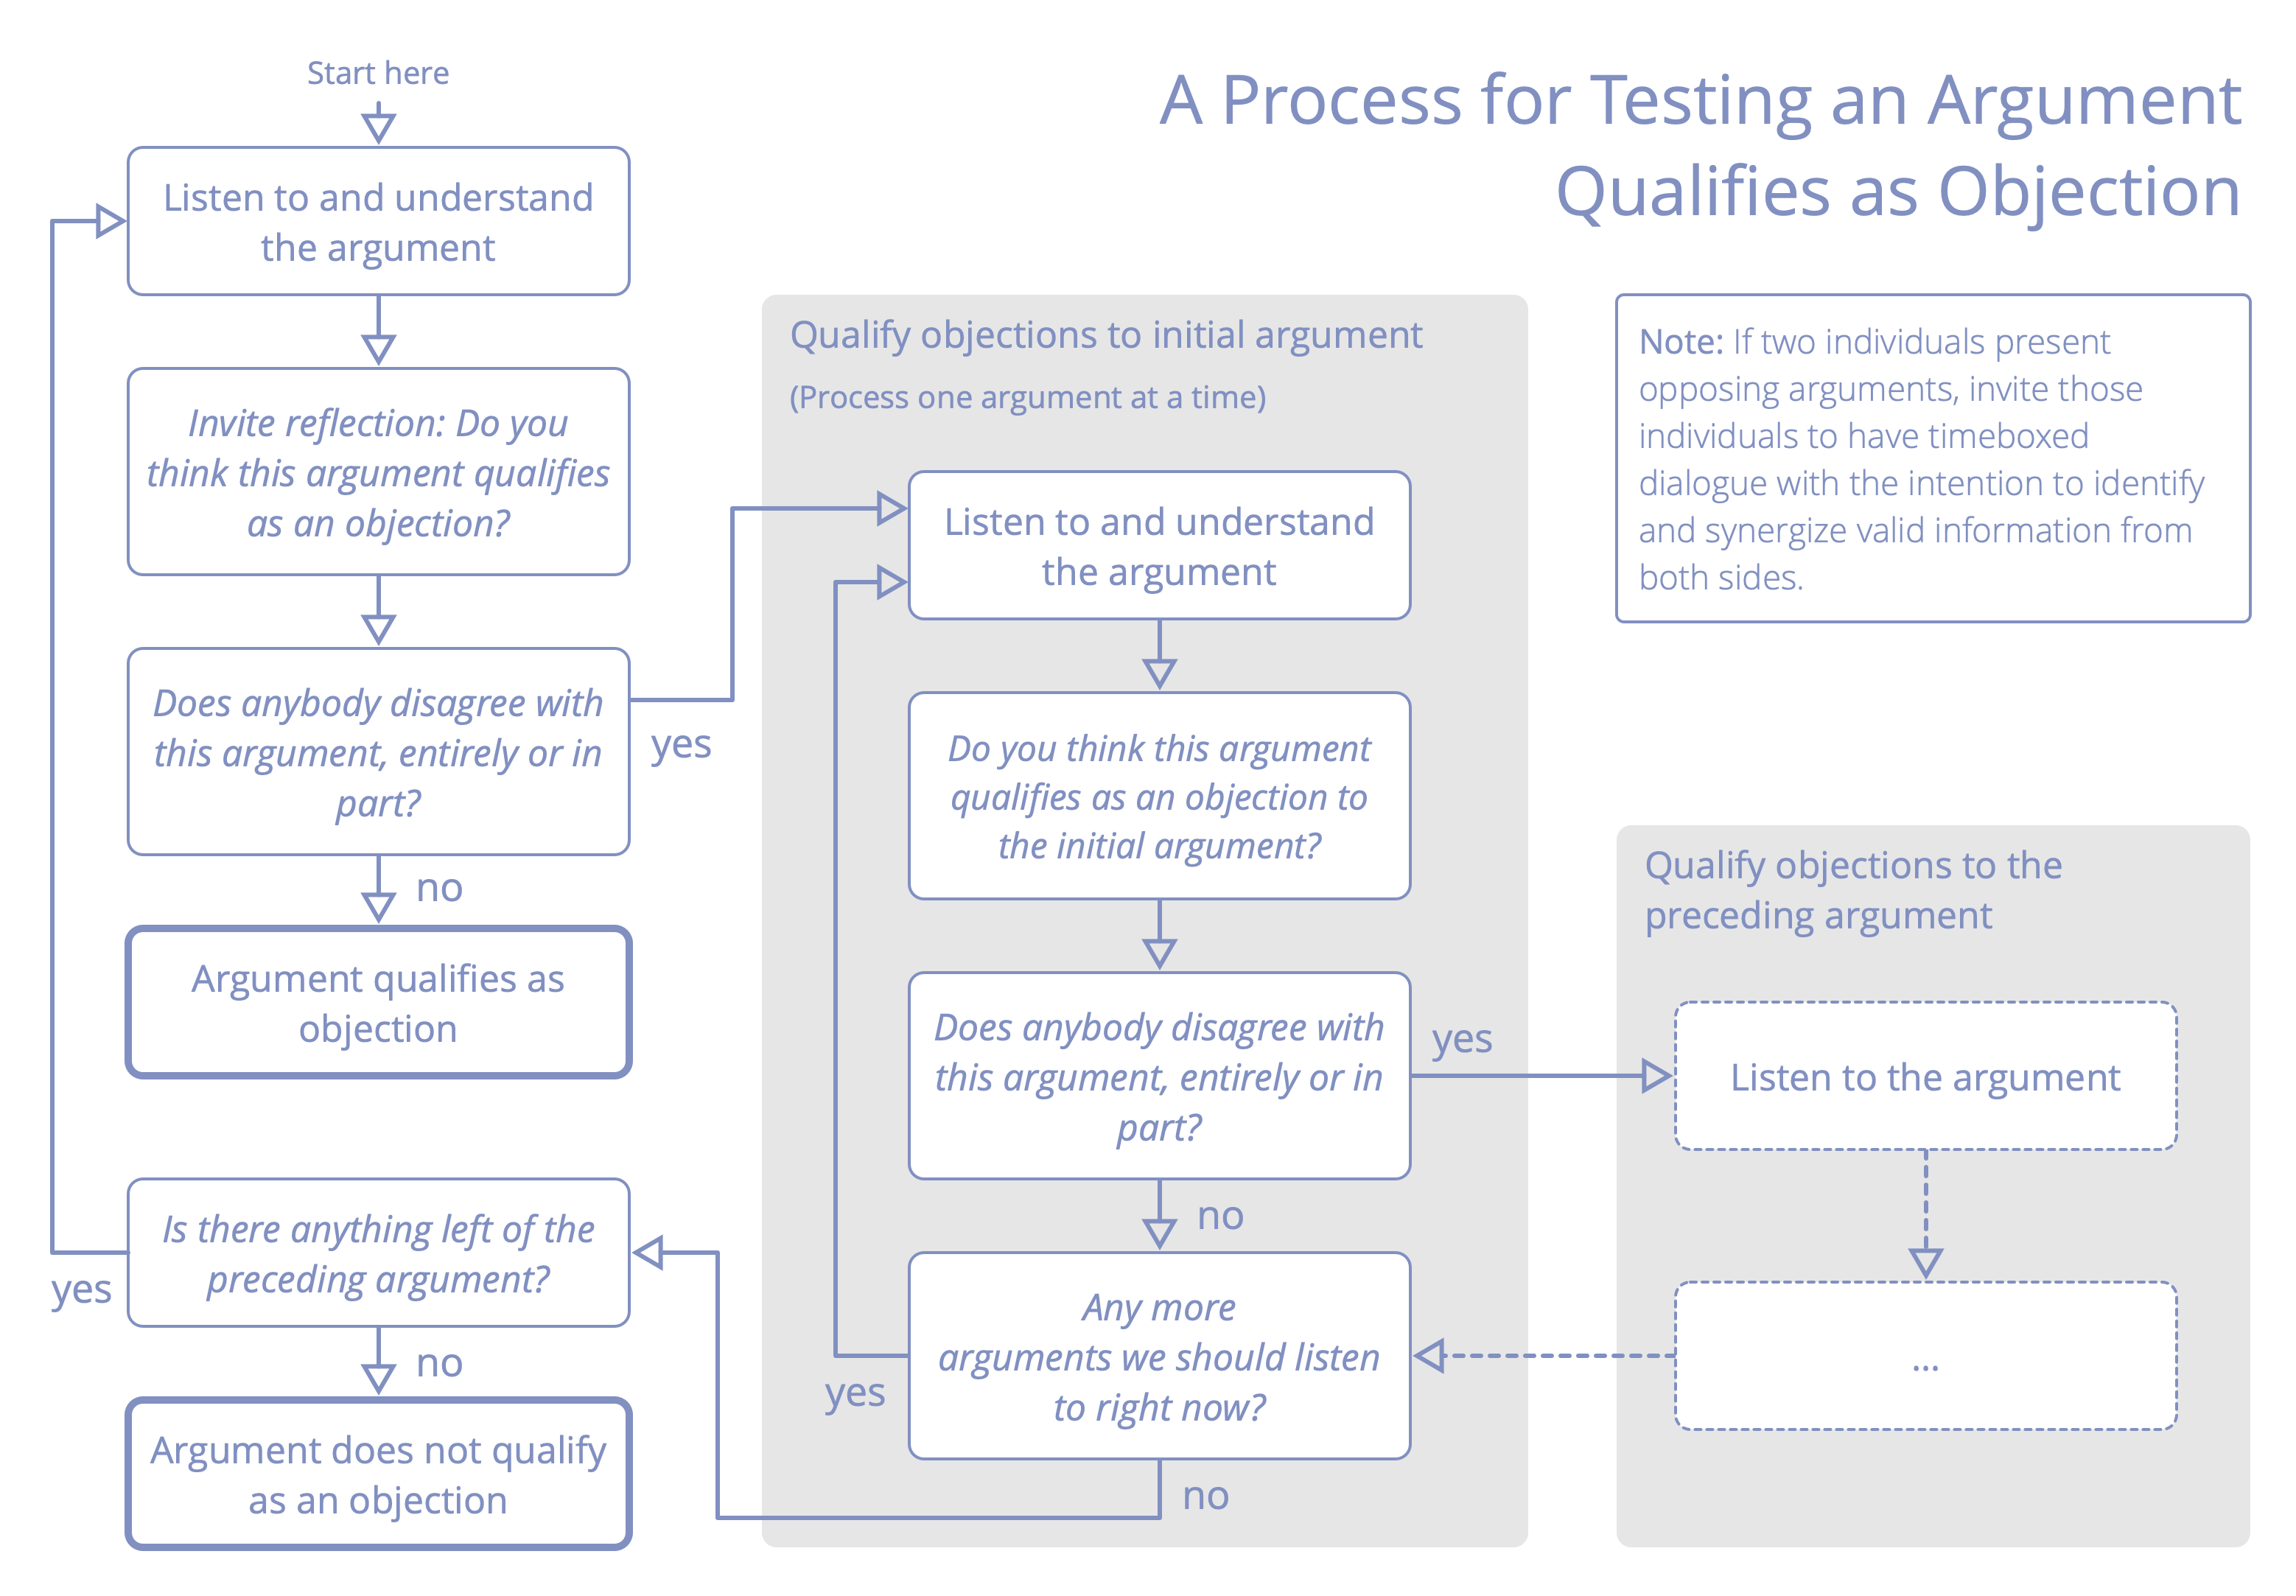 A Process for Testing an Argument
Qualifies as Objection
Start here
Listen to and understand
the argument
Invite reflection: Do you
think this argument qualifies
as an objection?
Does anybody disagree with
this argument, entirely or in
part?
yes
no
Argument qualifies as
objection
Is there anything left of the
preceding argument?
yes
no
Argument does not qualify
as an objection
Qualify objections to initial argument
(Process one argument at a time)
Listen to and understand
the argument
Do you think this argument
qualifies as an objection to
the initial argument?
Does anybody disagree with
this argument, entirely or in
part?
yes
no
Any more
arguments we should listen
to right now?
yes
no
Note: If two individuals present
opposing arguments, invite those
individuals to have timeboxed
dialogue with the intention to identify
and synergize valid information from
both sides.
Qualify objections to the
preceding argument
Listen to the argument
...